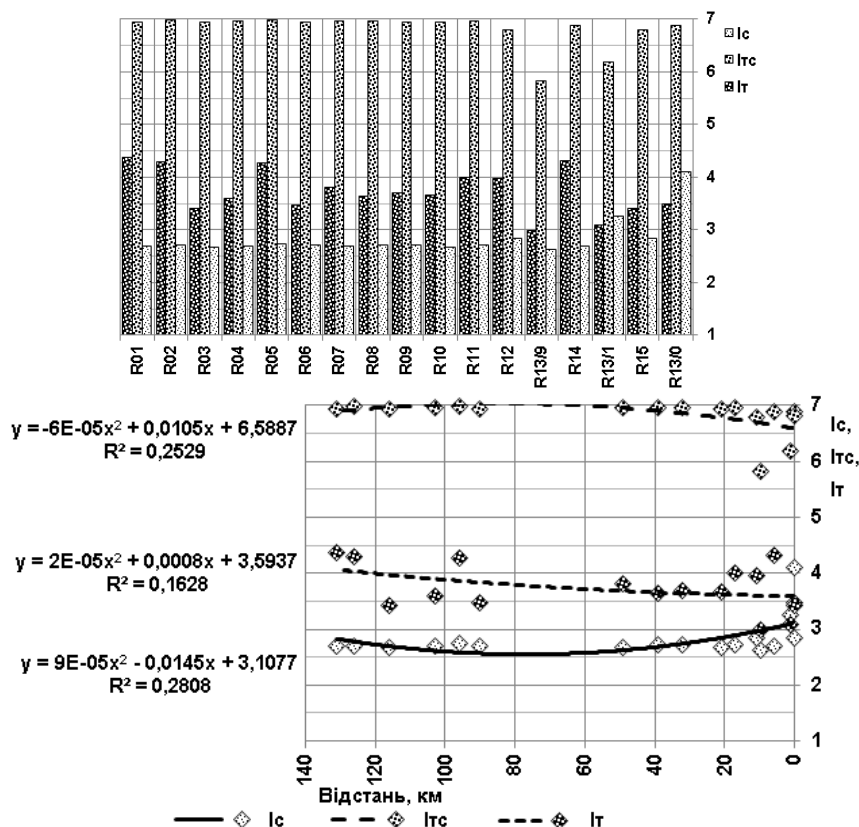 7
6
5
4
3
2
1
Iс
Iтс
Iт
R01
R02
R03
R04
R05
R06
R07
R08
R09
R10
R11
R12
R13/9
R14
R13/1
R15
R13/0
y = -6E-05x² + 0,0105x + 6,5887
R² = 0,2529
y = 2E-05x² + 0,0008x + 3,5937
R² = 0,1628
y = 9E-05x² - 0,0145x + 3,1077
R² = 0,2808
7
6
5
4
3
2
1
Iс,
Iтс,
Iт
140
120
100
80
60
40
20
0
Відстань, км
Iс
Iтс
Iт